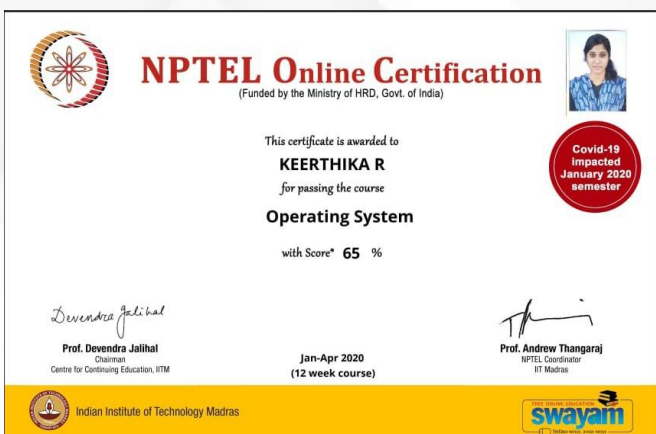 NPTEL Online Certification
(Funded by the Ministry of HRD, Govt. of India)
This certificate is awarded to
KEERTHIKA R
for passing the course
Operating System
with Score* 65 %
Covid-19
impacted
January 2020
semester
Devendra Jalihal
Prof. Devendra Jalihal
Chairman
Centre for Continuing Education, IITM
Jan-Apr 2020
(12 week course)
Prof. Andrew Thangaraj
NPTEL Coordinator
IIT Madras
Indian Institute of Technology Madras
FREE ONLINE EDUCATION
swayam